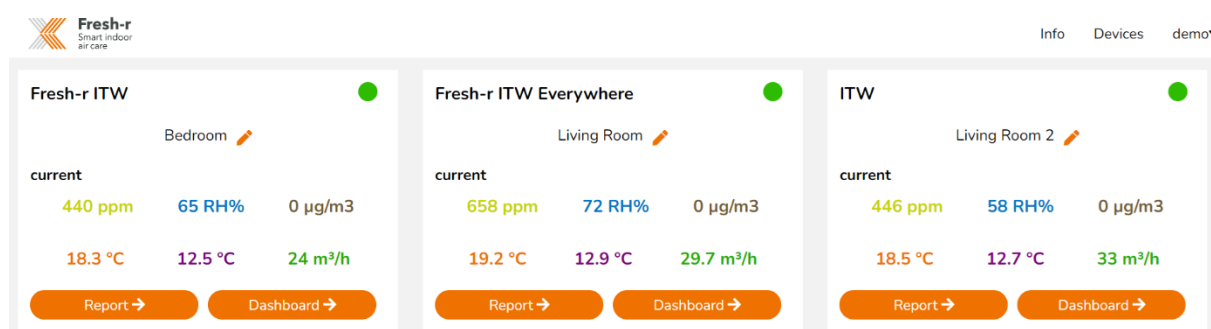 Fresh-r
Smart indoor
air care
Info Devices demo
Fresh-r ITW
Bedroom
current
440 ppm 65 RH% 0 µg/m3
18.3 °C 12.5 °C 24 m³/h
Report → Dashboard →
Fresh-r ITW Everywhere
Living Room
current
658 ppm 72 RH% 0 µg/m3
19.2 °C 12.9 °C 29.7 m³/h
Report → Dashboard →
ITW
Living Room 2
current
446 ppm 58 RH% 0 µg/m3
18.5 °C 12.7 °C 33 m³/h
Report → Dashboard →